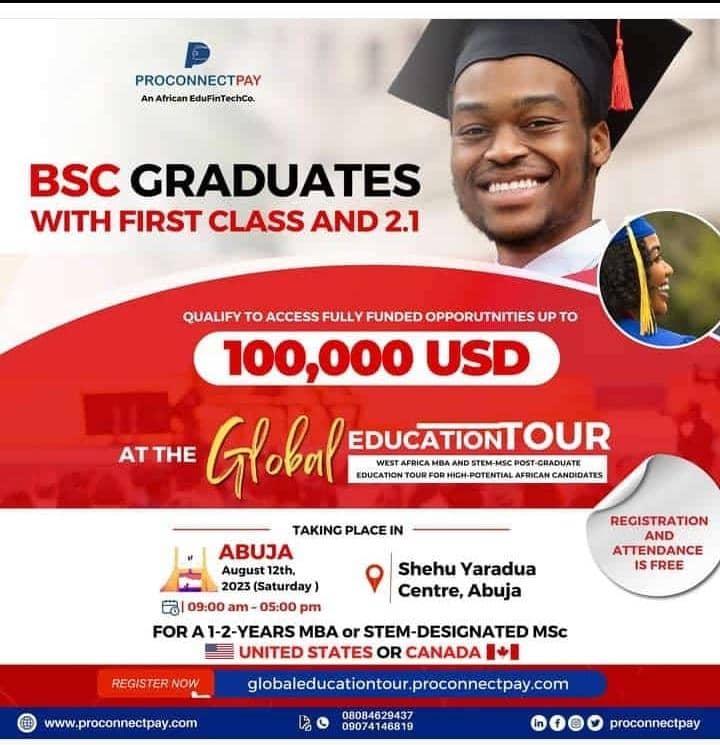 PROCONNECTPAY
An African EduFinTechCo.
BSC GRADUATES
WITH FIRST CLASS AND 2.1
QUALIFY TO ACCESS FULLY FUNDED OPPORUTNITIES UP TO
100,000 USD
AT THE Global EDUCATIONTOUR
WEST AFRICA MBA AND STEM-MSC POST-GRADUATE
EDUCATION TOUR FOR HIGH-POTENTIAL AFRICAN CANDIDATES
REGISTRATION
AND
ATTENDANCE
IS FREE
TAKING PLACE IN
ABUJA
August 12th,
2023 (Saturday )
09:00 am - 05:00 pm
Shehu Yaradua
Centre, Abuja
FOR A 1-2-YEARS MBA or STEM-DESIGNATED MSc
UNITED STATES OR CANADA
REGISTER NOW
globaleducationtour.proconnectpay.com
www.proconnectpay.com
08084629437
09074146819
proconnectpay